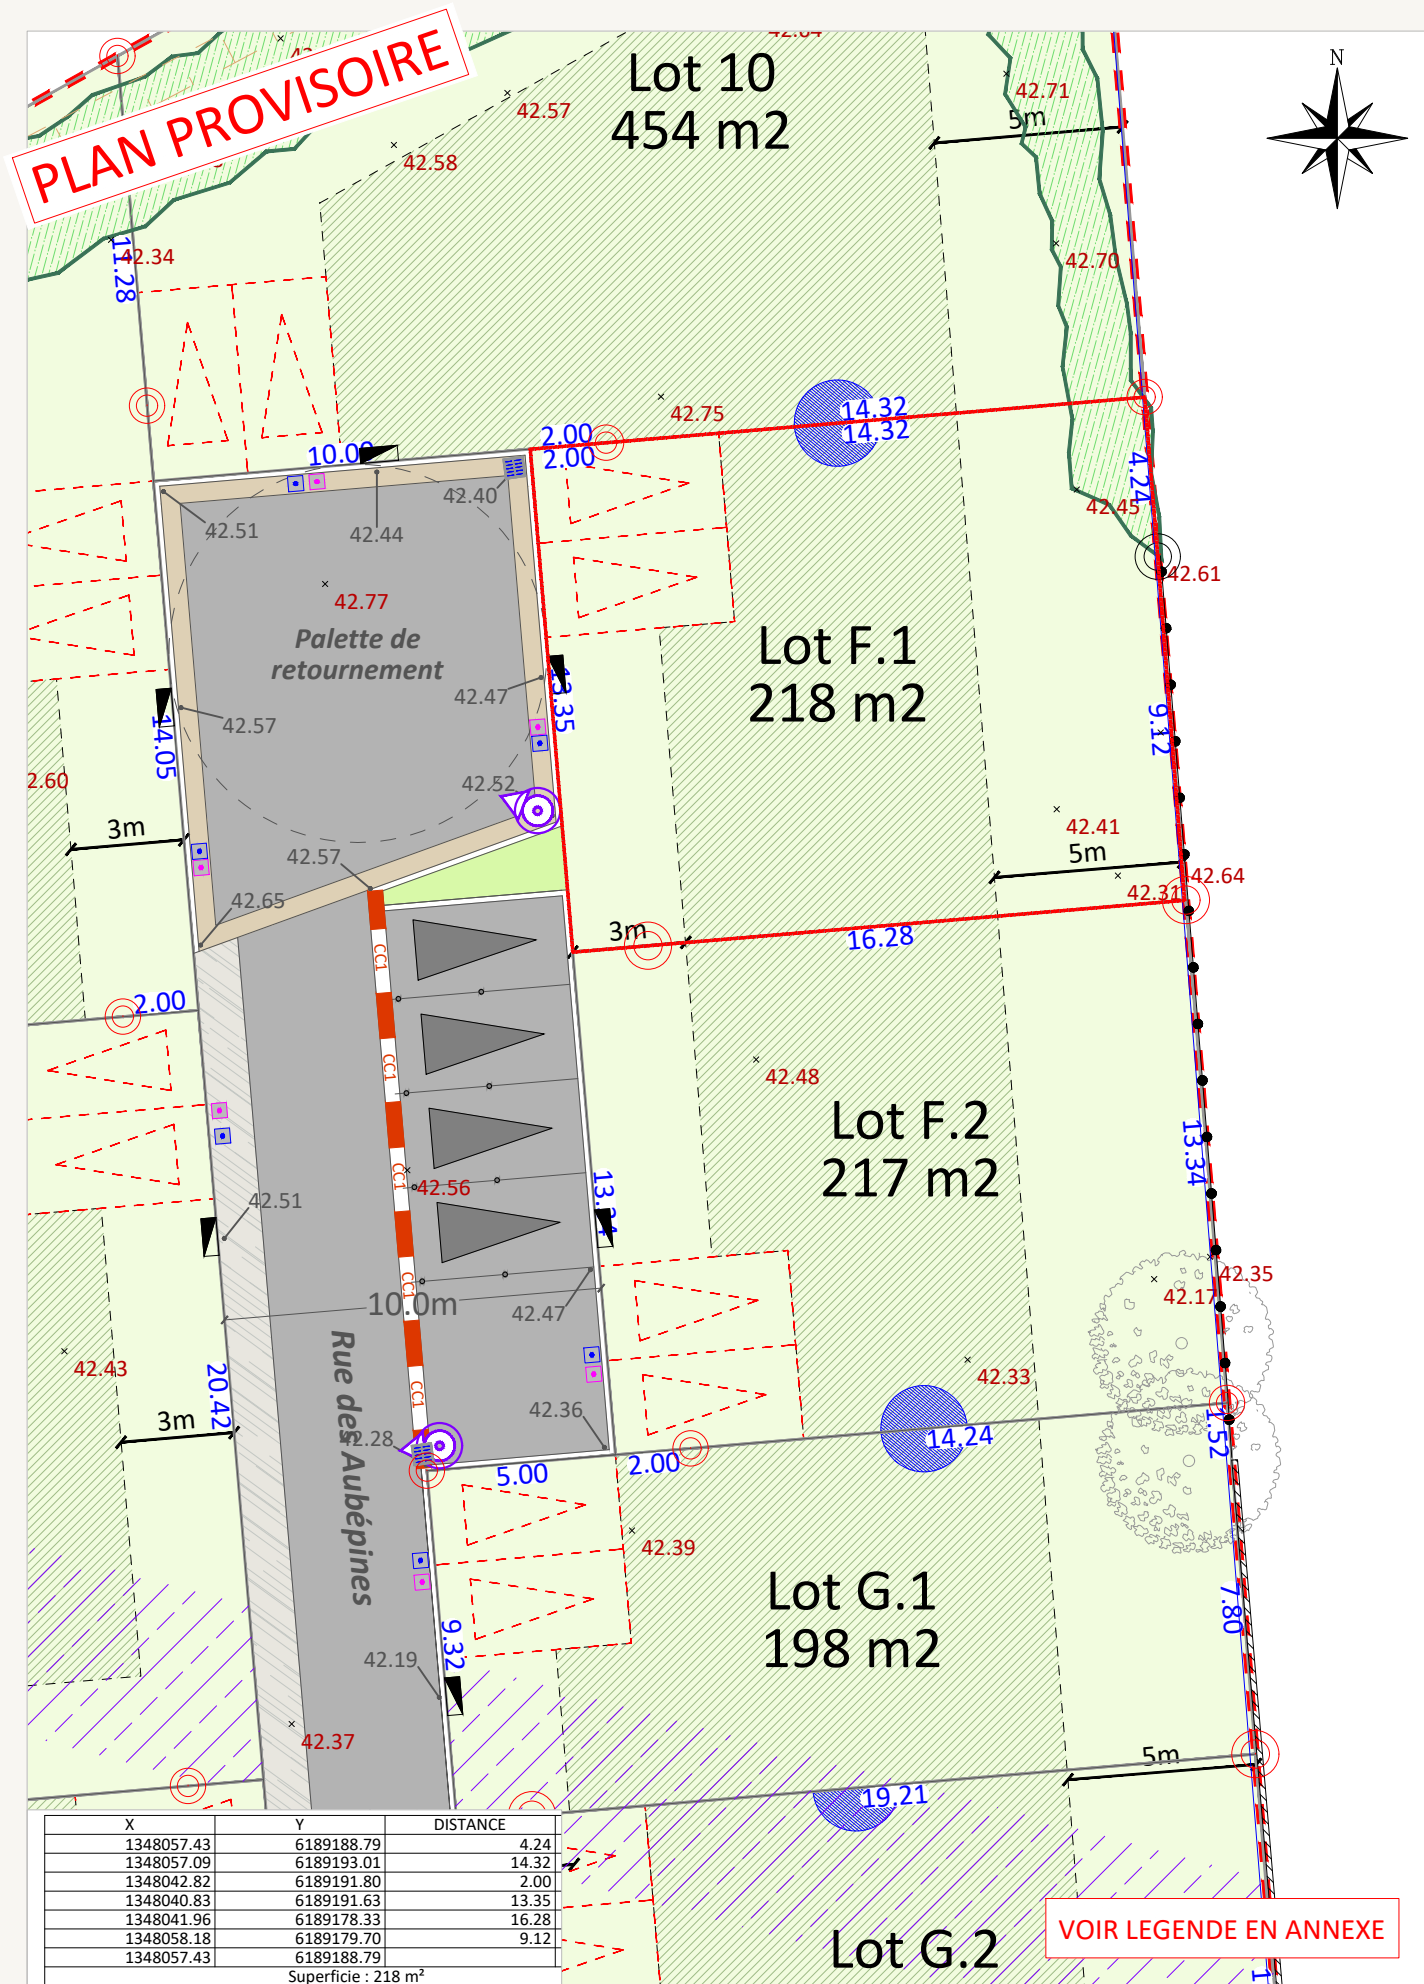 PLAN PROVISOIRE
Lot 10
454 m2
N
42.57
42.58
42.71
5m
42.34
11.28
42.70
42.75
14.32
14.32
2.00
2.00
10.00
42.40
42.51
42.44
4.24
42.45
42.61
42.77
Palette de
retournement
Lot F.1
218 m2
42.47
13.35
42.57
14.05
9.12
42.52
2.60
3m
42.41
5m
42.57
42.64
42.31
42.65
3m
16.28
CC1
2.00
CC1
42.48
Lot F.2
217 m2
13.34
CC1
42.56
42.51
13.34
42.35
42.17
CC1
10.0m
42.47
Rue des Aubépines
42.43
20.42
42.33
CC1
3m
42.36
42.28
14.24
1.52
5.00
2.00
42.39
Lot G.1
198 m2
7.80
9.32
42.19
42.37
5m
19.21
X Y DISTANCE
1348057.43 6189188.79 4.24
1348057.09 6189193.01 14.32
1348042.82 6189191.80 2.00
1348040.83 6189191.63 13.35
1348041.96 6189178.33 16.28
1348058.18 6189179.70 9.12
1348057.43 6189188.79
Superficie : 218 m²
VOIR LEGENDE EN ANNEXE
Lot G.2